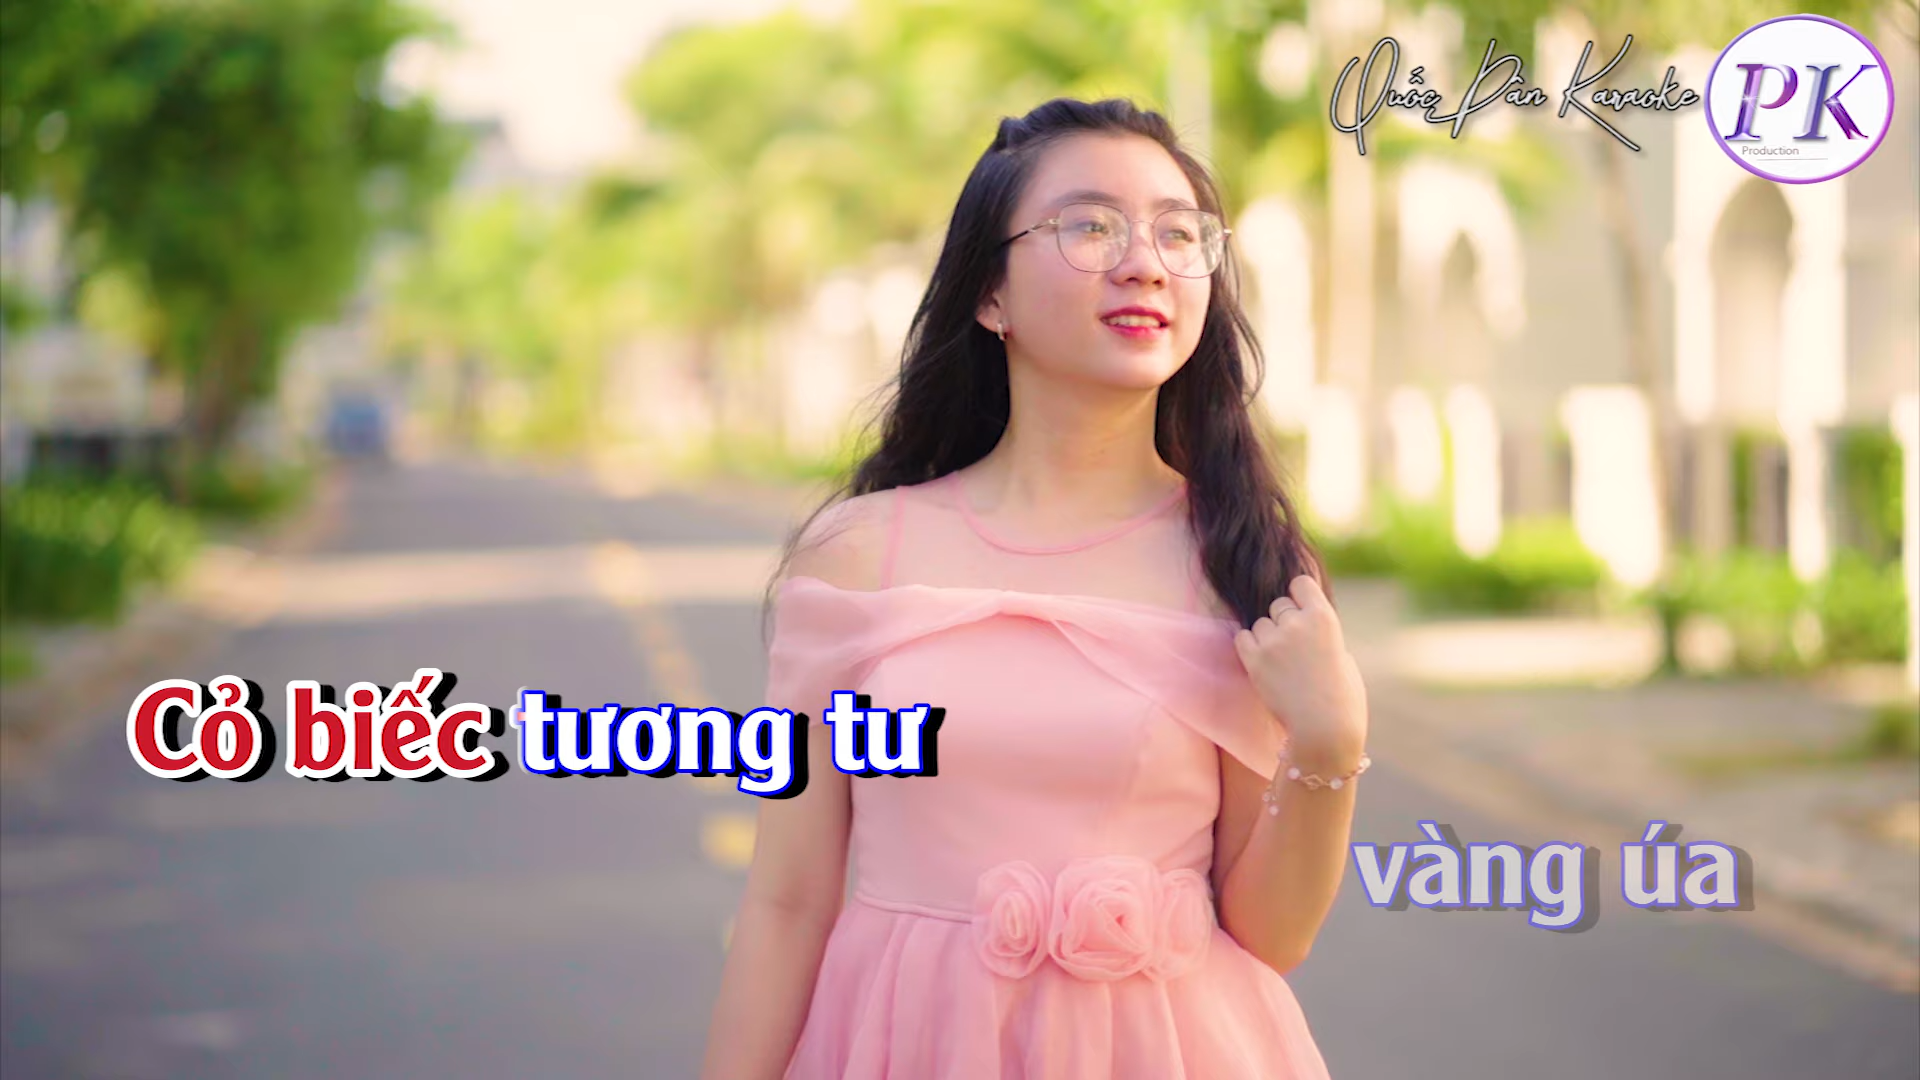 Quốc Dân Karaoke
PK
Production
Cỏ biếc tương tư
vàng úa